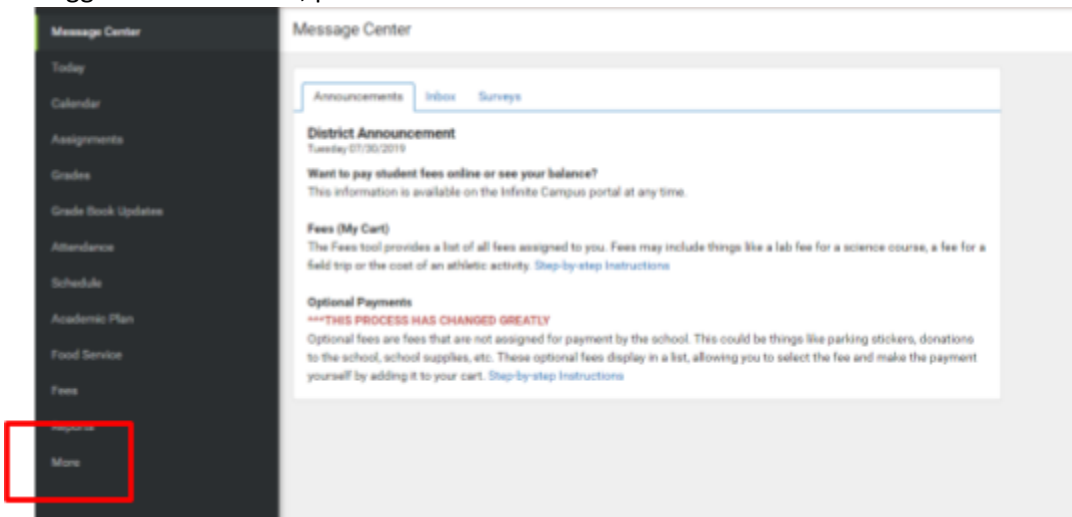 Message Center
Today
Calendar
Assignments
Grades
Grade Book Updates
Attendance
Schedule
Academic Plan
Food Service
Fees
Reports
More
Message Center
Announcements Inbox Surveys
District Announcement
Tuesday 07/30/2019
Want to pay student fees online or see your balance?
This information is available on the Infinite Campus portal at any time.
Fees (My Cart)
The Fees tool provides a list of all fees assigned to you. Fees may include things like a lab fee for a science course, a fee for a
field trip or the cost of an athletic activity. Step-by-step Instructions
Optional Payments
***THIS PROCESS HAS CHANGED GREATLY
Optional fees are fees that are not assigned for payment by the school. This could be things like parking stickers, donations
to the school, school supplies, etc. These optional fees display in a list, allowing you to select the fee and make the payment
yourself by adding it to your cart. Step-by-step Instructions